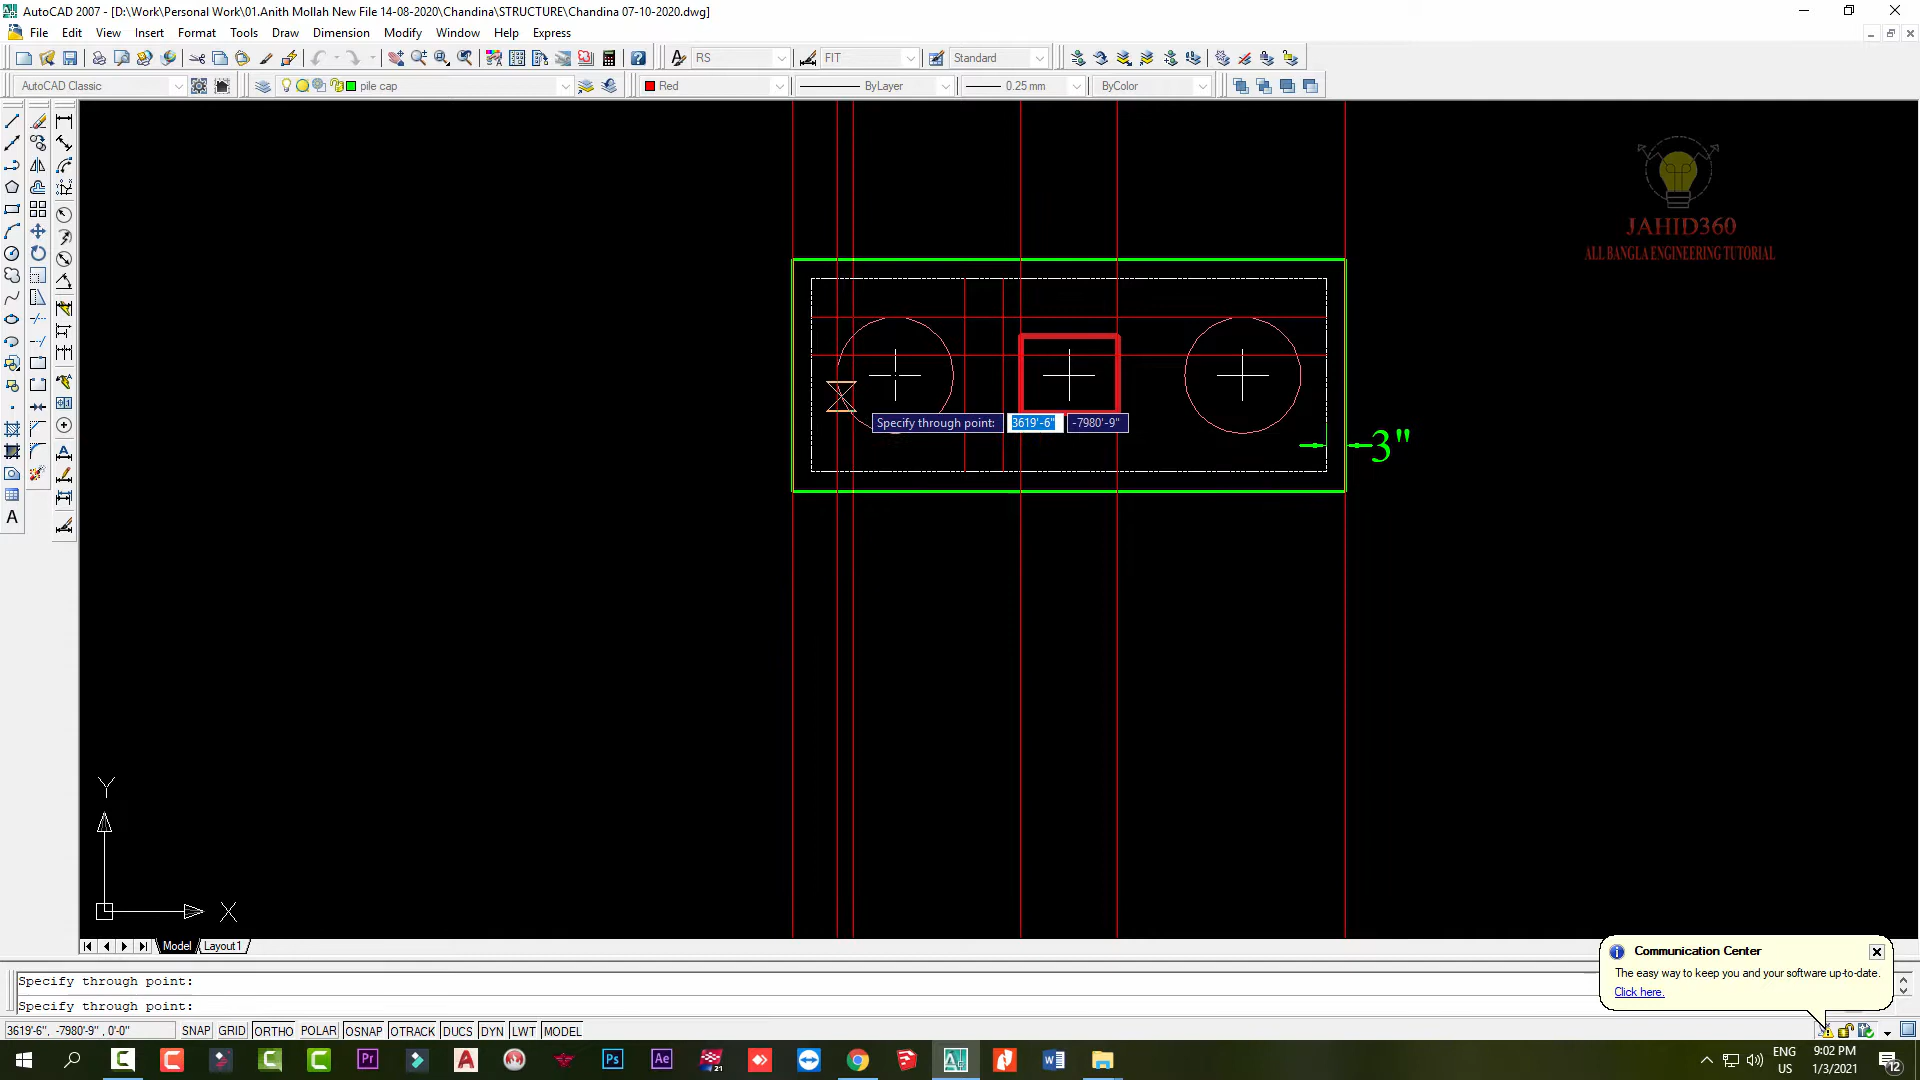 AutoCAD 2007 - [D:\Work\Personal Work\01.Anith Mollah New File 14-08-2020\Chandina\STRUCTURE\Chandina 07-10-2020.dwg]
File Edit View Insert Format Tools Draw Dimension Modify Window Help Express
RS FIT Standard
AutoCAD Classic pile cap Red ByLayer 0.25 mm ByColor
JAHID360
ALL BANGLA ENGINEERING TUTORIAL
Specify through point: 3619'-6" -7980'-9"
3"
Y
X
Model Layout1
Communication Center
The easy way to keep you and your software up-to-date.
Click here.
Specify through point:
Specify through point:
3619'-6", -7980'-9" , 0'-0" SNAP GRID ORTHO POLAR OSNAP OTRACK DUCS DYN LWT MODEL
ENG
US
9:02 PM
1/3/2021
12